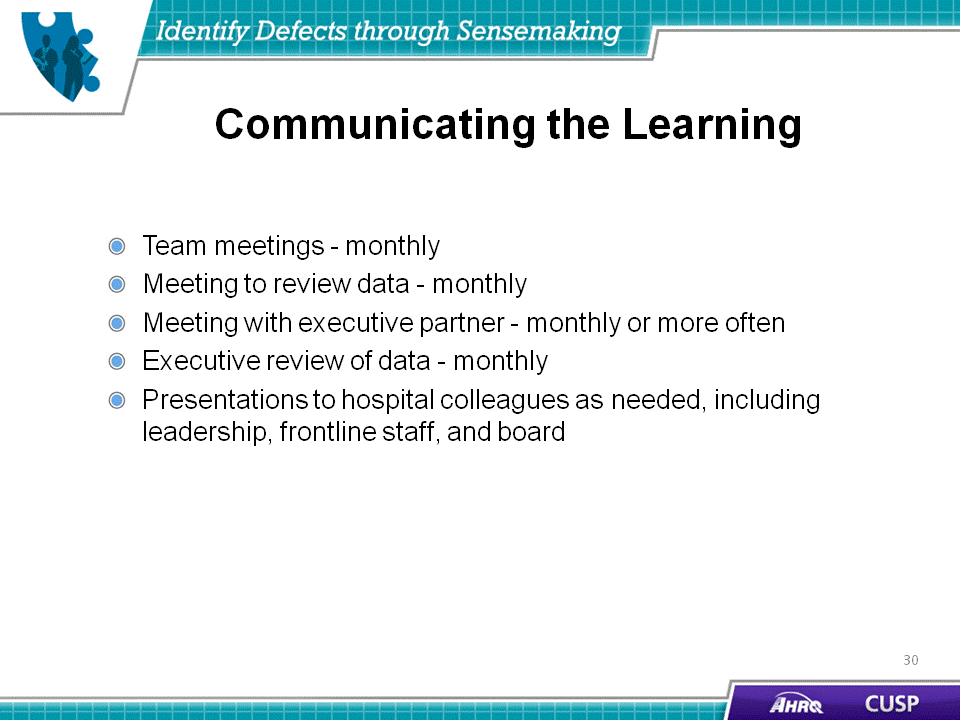 Identify Defects through Sensemaking
Communicating the Learning
Team meetings - monthly
Meeting to review data - monthly
Meeting with executive partner - monthly or more often
Executive review of data - monthly
Presentations to hospital colleagues as needed, including
leadership, frontline staff, and board
30
AHRQ CUSP